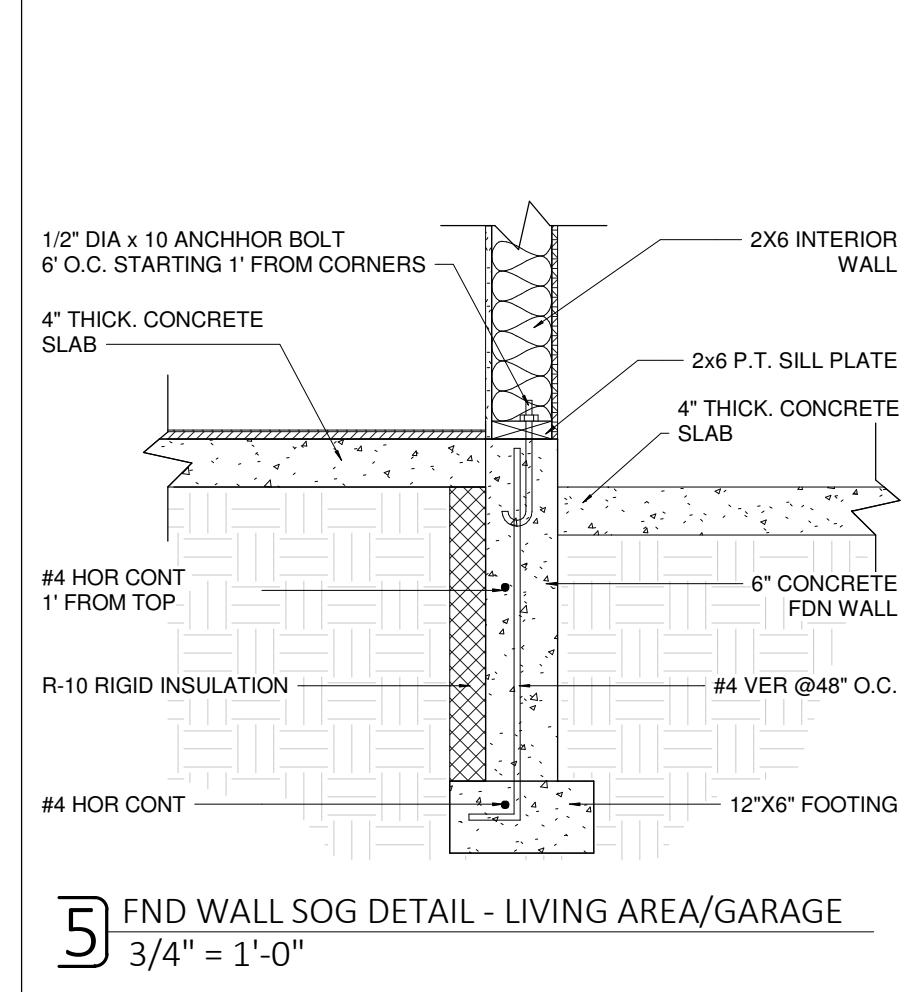 1/2" DIA x 10 ANCHHOR BOLT
6' O.C. STARTING 1' FROM CORNERS
4" THICK. CONCRETE
SLAB
#4 HOR CONT
1' FROM TOP
R-10 RIGID INSULATION
#4 HOR CONT
2X6 INTERIOR
WALL
2x6 P.T. SILL PLATE
4" THICK. CONCRETE
SLAB
6" CONCRETE
FDN WALL
#4 VER @48" O.C.
12"X6" FOOTING
5 FND WALL SOG DETAIL - LIVING AREA/GARAGE
3/4" = 1'-0"